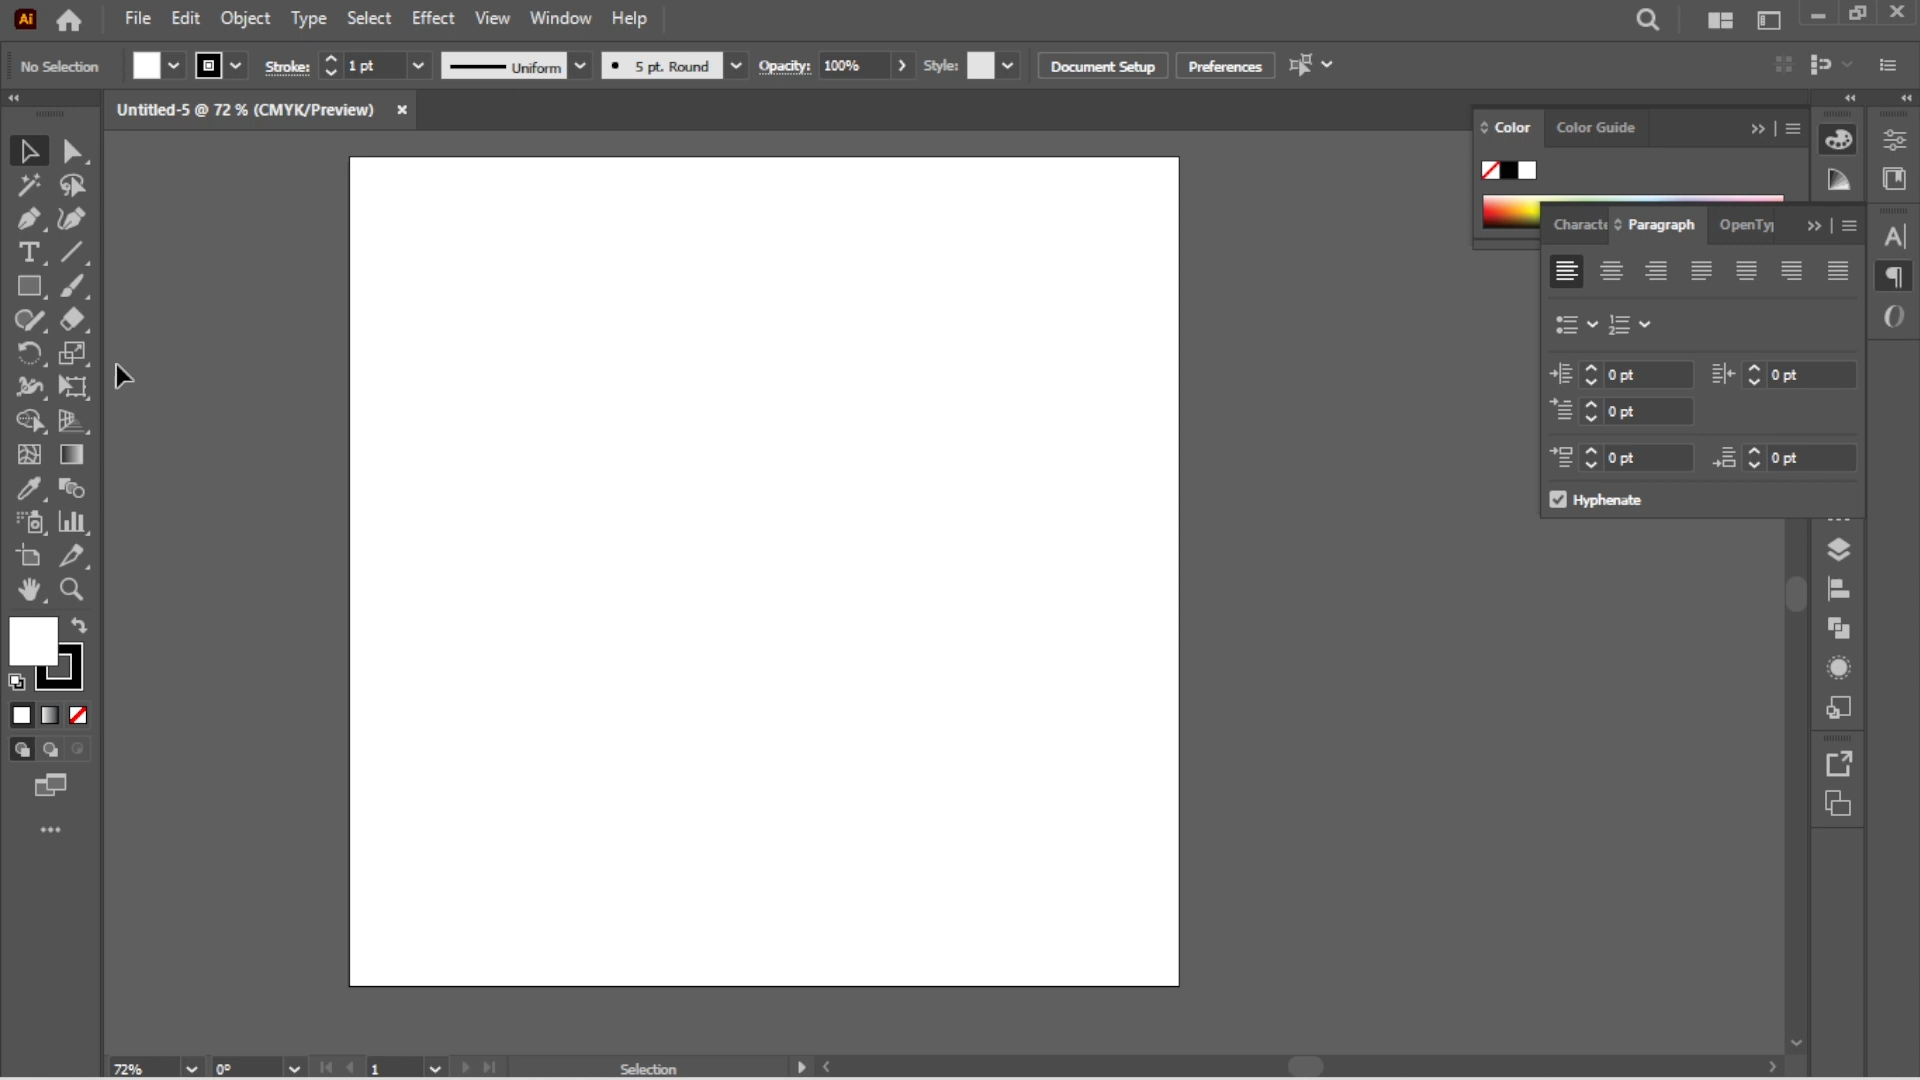 Ai File Edit Object Type Select Effect View Window Help
No Selection Stroke: 1 pt Uniform 5 pt. Round Opacity: 100% Style: Document Setup Preferences
Untitled-5 @ 72 % (CMYK/Preview)
Color Color Guide
Characte Paragraph OpenTyp
0 pt 0 pt
0 pt
0 pt 0 pt
Hyphenate
72% 0° 1 Selection